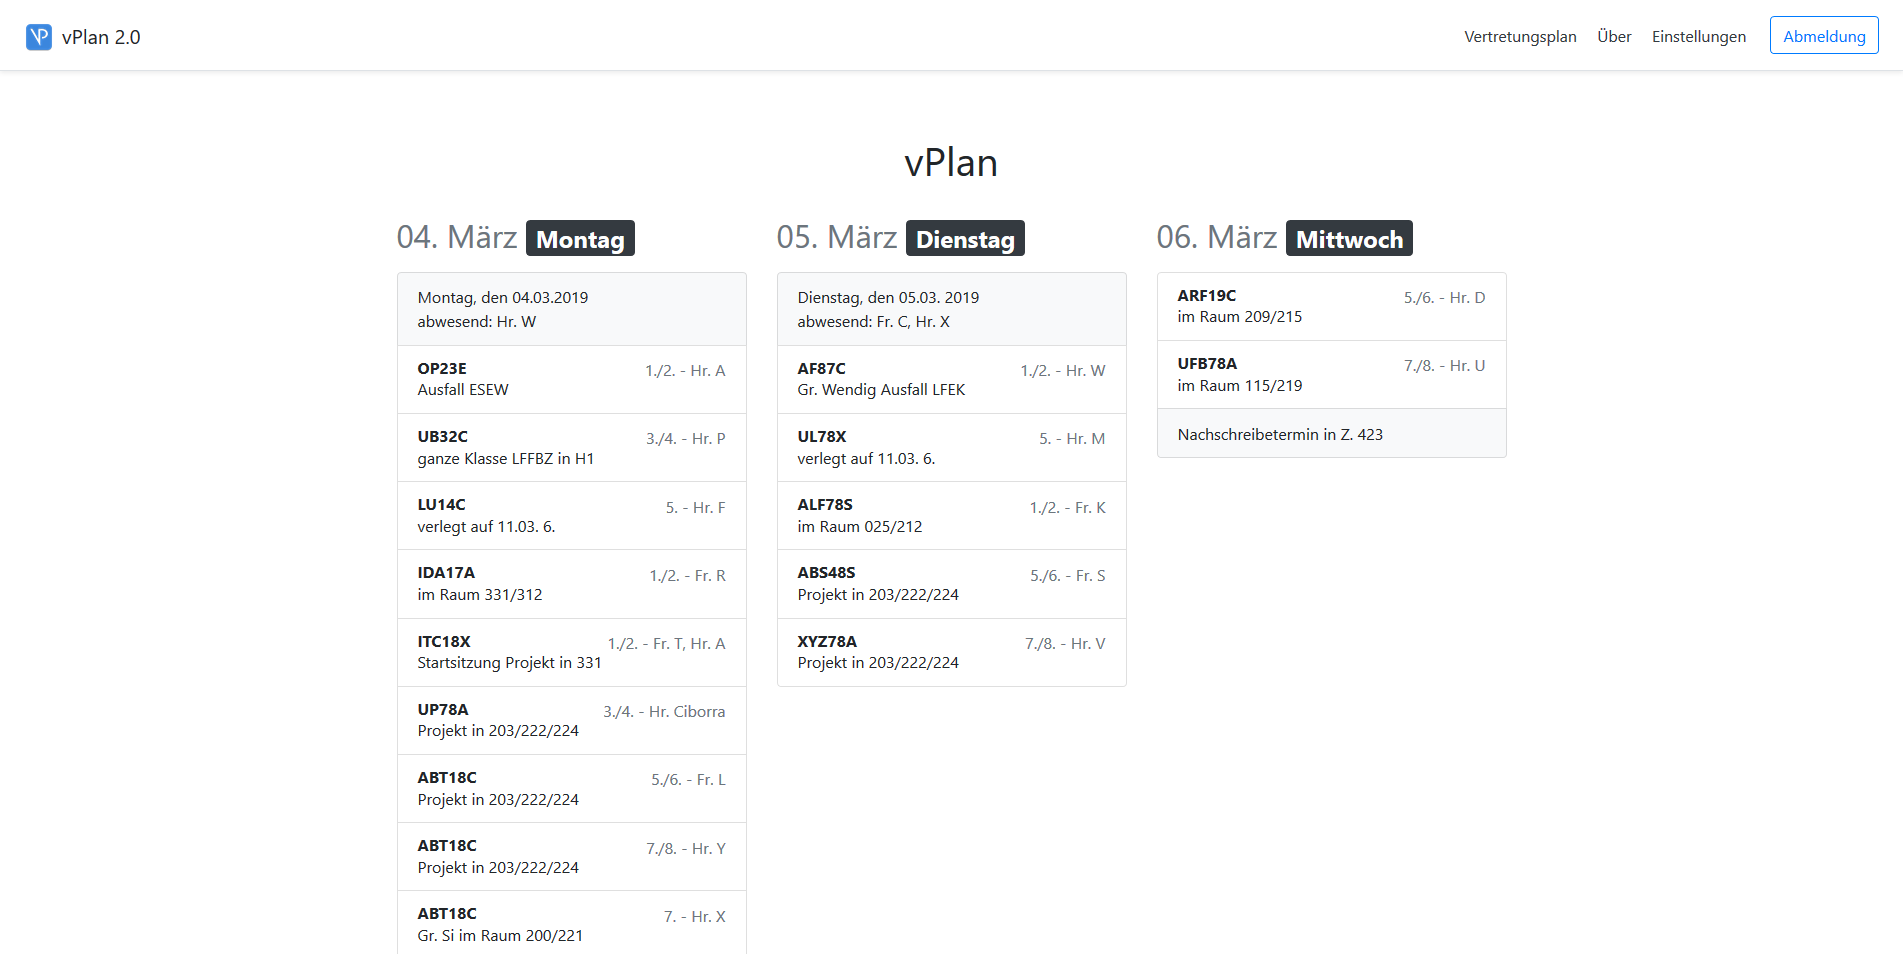 VP vPlan 2.0
Vertretungsplan Über Einstellungen Abmeldung
vPlan
04. März Montag
Montag, den 04.03.2019
abwesend: Hr. W
OP23E 1./2. - Hr. A
Ausfall ESEW
UB32C 3./4. - Hr. P
ganze Klasse LFFBZ in H1
LU14C 5. - Hr. F
verlegt auf 11.03. 6.
IDA17A 1./2. - Fr. R
im Raum 331/312
ITC18X 1./2. - Fr. T, Hr. A
Startsitzung Projekt in 331
UP78A 3./4. - Hr. Ciborra
Projekt in 203/222/224
ABT18C 5./6. - Fr. L
Projekt in 203/222/224
ABT18C 7./8. - Hr. Y
Projekt in 203/222/224
ABT18C 7. - Hr. X
Gr. Si im Raum 200/221
05. März Dienstag
Dienstag, den 05.03. 2019
abwesend: Fr. C, Hr. X
AF87C 1./2. - Hr. W
Gr. Wendig Ausfall LFEK
UL78X 5. - Hr. M
verlegt auf 11.03. 6.
ALF78S 1./2. - Fr. K
im Raum 025/212
ABS48S 5./6. - Fr. S
Projekt in 203/222/224
XYZ78A 7./8. - Hr. V
Projekt in 203/222/224
06. März Mittwoch
ARF19C 5./6. - Hr. D
im Raum 209/215
UFB78A 7./8. - Hr. U
im Raum 115/219
Nachschreibetermin in Z. 423